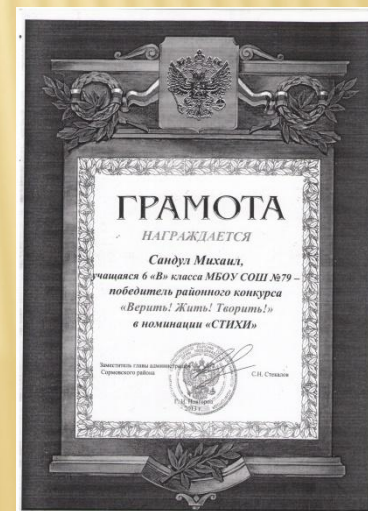 ГРАМОТА
НАГРАЖДАЕТСЯ
Сандул Михаил,
учащаяся 6 «В» класса МБОУ СОШ №79 –
победитель районного конкурса
«Верить! Жить! Творить!»
в номинации «СТИХИ»
Заместитель главы администрации
Сормовского района
С.Н.
Г. Н.Новгород